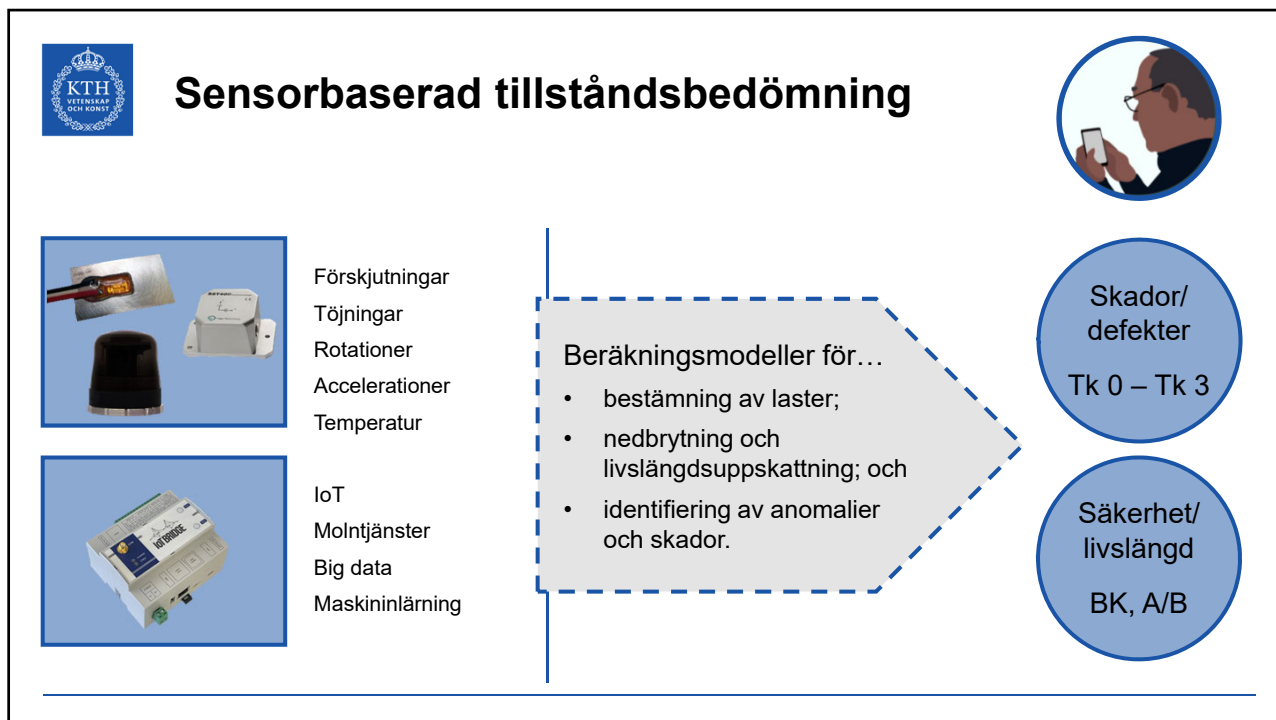 KTH
VETENSKAP
OCH KONST
Sensorbaserad tillståndsbedömning
Förskjutningar
Töjningar
Rotationer
Accelerationer
Temperatur
IoT
Molntjänster
Big data
Maskininlärning
IoT BRIDGE
Beräkningsmodeller för…
• bestämning av laster;
• nedbrytning och
livslängdsuppskattning; och
• identifiering av anomalier
och skador.
Skador/
defekter
Tk 0 – Tk 3
Säkerhet/
livslängd
BK, A/B